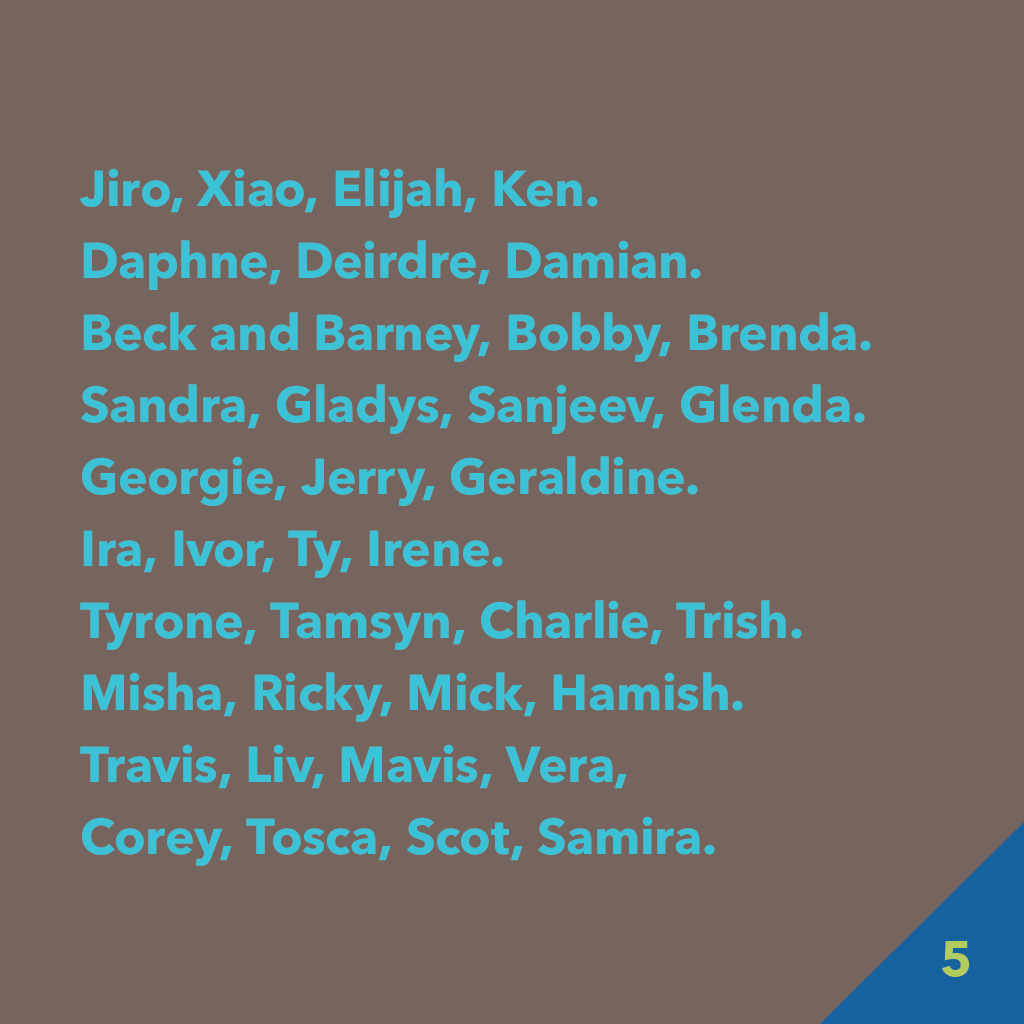 Jiro, Xiao, Elijah, Ken.
Daphne, Deirdre, Damian.
Beck and Barney, Bobby, Brenda.
Sandra, Gladys, Sanjeev, Glenda.
Georgie, Jerry, Geraldine.
Ira, Ivor, Ty, Irene.
Tyrone, Tamsyn, Charlie, Trish.
Misha, Ricky, Mick, Hamish.
Travis, Liv, Mavis, Vera,
Corey, Tosca, Scot, Samira.
5